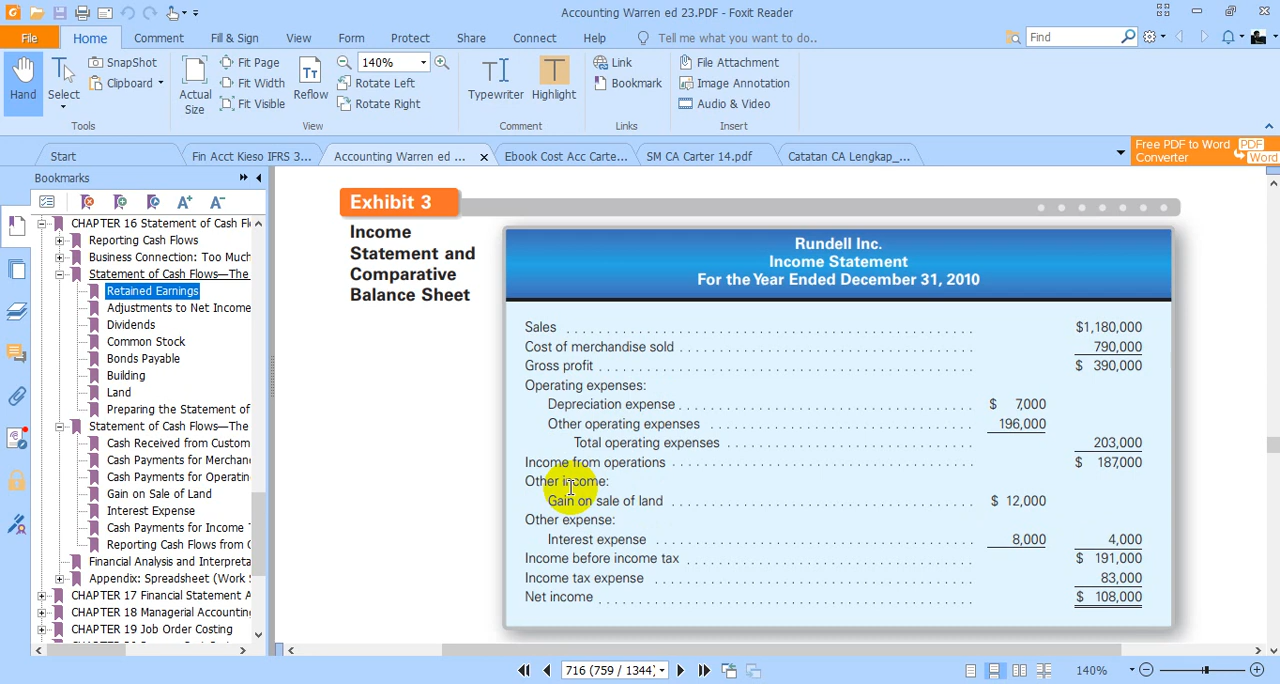 Accounting Warren ed 23.PDF - Foxit Reader
File Home Comment Fill & Sign View Form Protect Share Connect Help Tell me what you want to do.. Find
Hand
Select
SnapShot
Clipboard
Tools
Actual Size
Fit Page
Fit Width
Fit Visible
Reflow
140%
Rotate Left
Rotate Right
View
Typewriter
Highlight
Comment
Link
Bookmark
Links
File Attachment
Image Annotation
Audio & Video
Insert
Start Fin Acct Kieso IFRS 3... Accounting Warren ed ... Ebook Cost Acc Carte... SM CA Carter 14.pdf Catatan CA Lengkap_...
Free PDF to Word
Converter
PDF
Word
Bookmarks
CHAPTER 16 Statement of Cash Fl
Reporting Cash Flows
Business Connection: Too Much
Statement of Cash Flows—The
Retained Earnings
Adjustments to Net Income
Dividends
Common Stock
Bonds Payable
Building
Land
Preparing the Statement of
Statement of Cash Flows—The
Cash Received from Custom
Cash Payments for Merchan
Cash Payments for Operatin
Gain on Sale of Land
Interest Expense
Cash Payments for Income
Reporting Cash Flows from
Financial Analysis and Interpreta
Appendix: Spreadsheet (Work
CHAPTER 17 Financial Statement A
CHAPTER 18 Managerial Accounting
CHAPTER 19 Job Order Costing
Exhibit 3
Income
Statement and
Comparative
Balance Sheet
Rundell Inc.
Income Statement
For the Year Ended December 31, 2010
Sales $1,180,000
Cost of merchandise sold 790,000
Gross profit $ 390,000
Operating expenses:
Depreciation expense $ 7,000
Other operating expenses 196,000
Total operating expenses 203,000
Income from operations $ 187,000
Other income:
Gain on sale of land $ 12,000
Other expense:
Interest expense 8,000 4,000
Income before income tax $ 191,000
Income tax expense 83,000
Net income $ 108,000
716 (759 / 1344)
140%